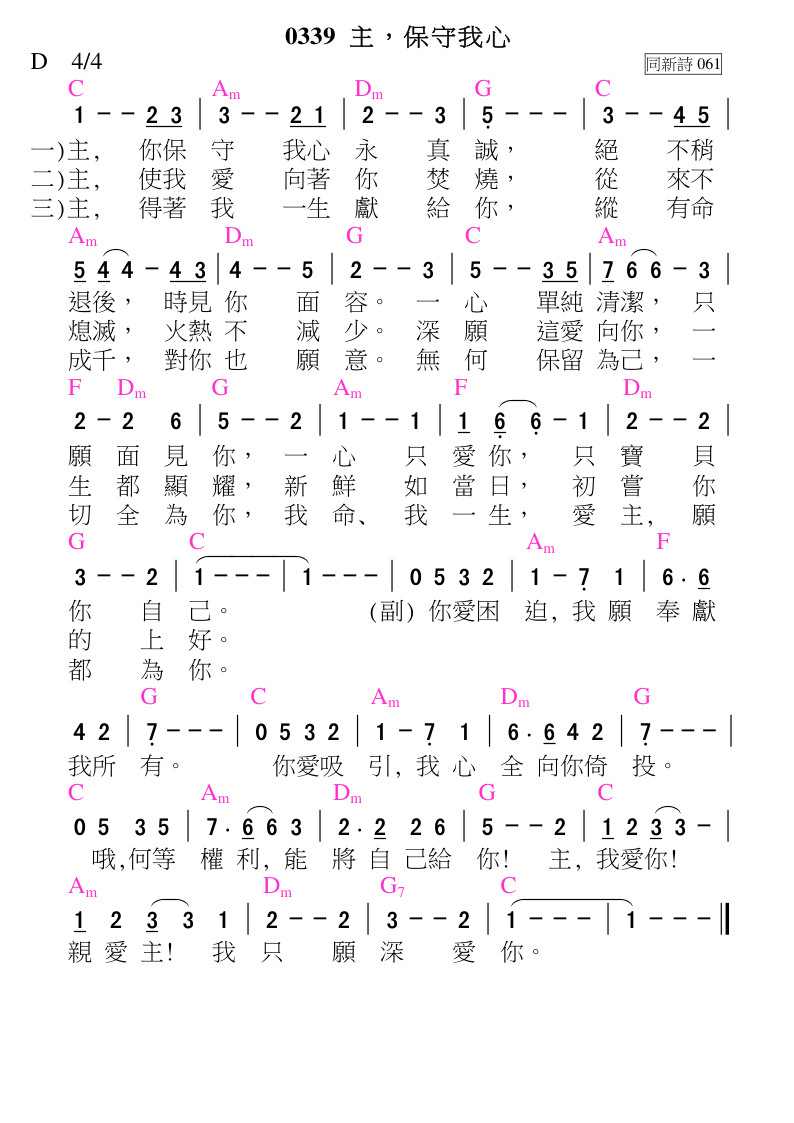 0339 主，保守我心
D 4/4 同新詩 061
C Am Dm G C
1 - - 2 3 | 3 - - 2 1 | 2 - - 3 | 5 - - - | 3 - - 4 5 |
一)主, 你保 守 我心 永 真 誠， 絕 不稍
二)主, 使我 愛 向著 你 焚 燒， 從 來不
三)主, 得著 我 一生 獻 給 你， 縱 有命
Am Dm G C Am
5 4 4 - 4 3 | 4 - - 5 | 2 - - 3 | 5 - - 3 5 | 7 6 6 - 3 |
退後， 時見 你 面 容。 一 心 單純 清潔， 只
熄滅， 火熱 不 減 少。 深 願 這愛 向你， 一
成千， 對你 也 願 意。 無 何 保留 為己， 一
F Dm G Am F Dm
2 - 2 6 | 5 - - 2 | 1 - - 1 | 1 6 6 - 1 | 2 - - 2 |
願 面 見 你， 一 心 只 愛 你， 只 寶 貝
生 都 顯 耀， 新 鮮 如 當 日， 初 嘗 你
切 全 為 你， 我 命、 我 一 生， 愛 主, 願
G C Am F
3 - - 2 | 1 - - - | 1 - - - | 0 5 3 2 | 1 - 7 1 | 6 . 6
你 自 己。 (副) 你愛困 迫, 我 願 奉 獻
的 上 好。
都 為 你。
G C Am Dm G
4 2 | 7 - - - | 0 5 3 2 | 1 - 7 1 | 6 . 6 4 2 | 7 - - - |
我所 有。 你愛吸 引, 我 心 全 向你倚 投。
C Am Dm G C
0 5 3 5 | 7 . 6 6 3 | 2 . 2 2 6 | 5 - - 2 | 1 2 3 3 - |
哦,何等 權 利, 能 將 自 己給 你! 主, 我愛你!
Am Dm G7 C
1 2 3 3 1 | 2 - - 2 | 3 - - 2 | 1 - - - | 1 - - - ||
親 愛 主! 我 只 願 深 愛 你。